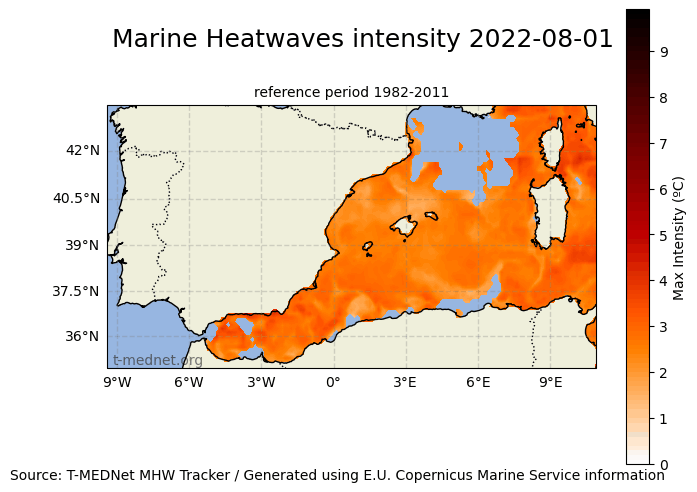 Marine Heatwaves intensity 2022-08-01
reference period 1982-2011
42°N
40.5°N
39°N
37.5°N
36°N
t-mednet.org
9°W 6°W 3°W 0° 3°E 6°E 9°E
9
8
7
6
5
4
3
2
1
0
Max Intensity (ºC)
Source: T-MEDNet MHW Tracker / Generated using E.U. Copernicus Marine Service information